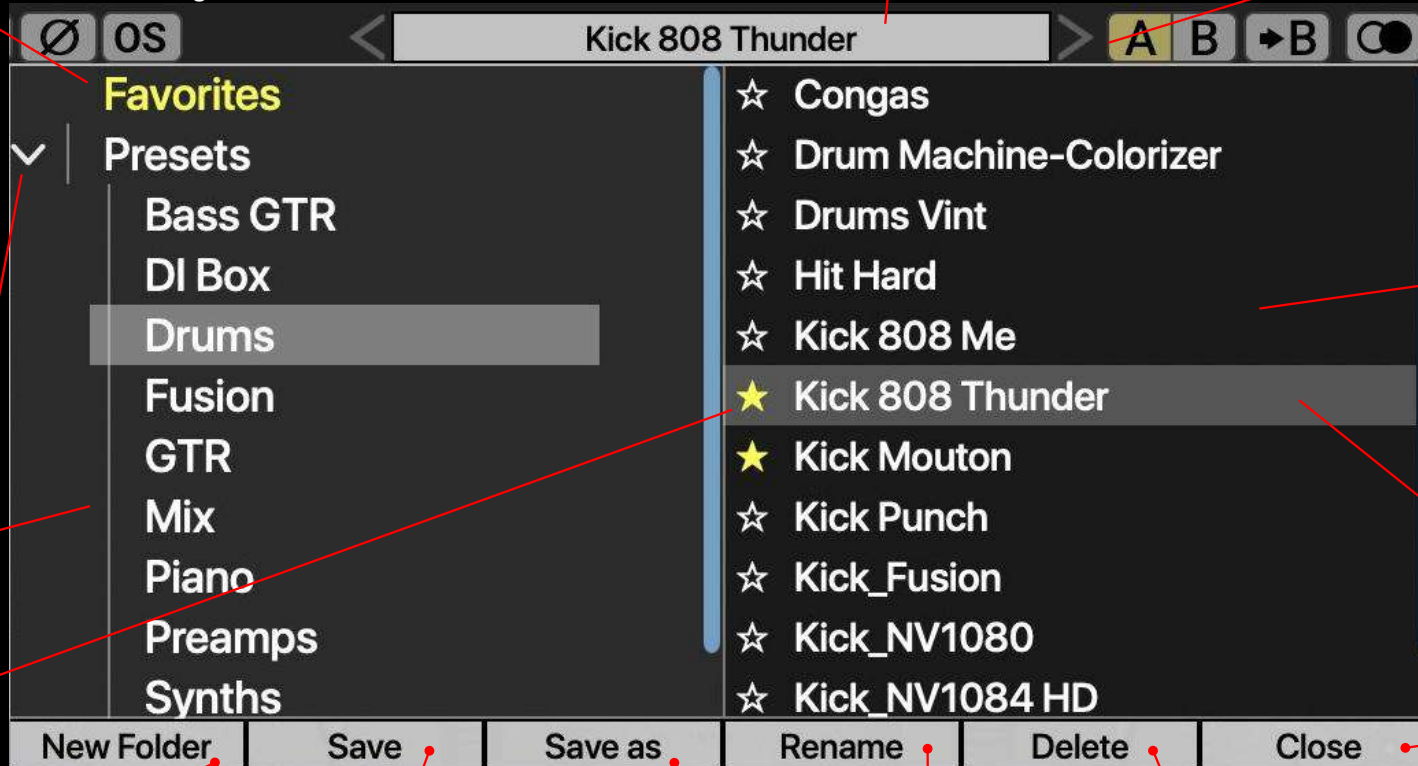 Ø OS < Kick 808 Thunder > A B →B
Favorites
Presets
Bass GTR
DI Box
Drums
Fusion
GTR
Mix
Piano
Preamps
Synths
☆ Congas
☆ Drum Machine-Colorizer
☆ Drums Vint
☆ Hit Hard
☆ Kick 808 Me
★ Kick 808 Thunder
★ Kick Mouton
☆ Kick Punch
☆ Kick_Fusion
☆ Kick_NV1080
☆ Kick_NV1084 HD
New Folder Save Save as Rename Delete Close